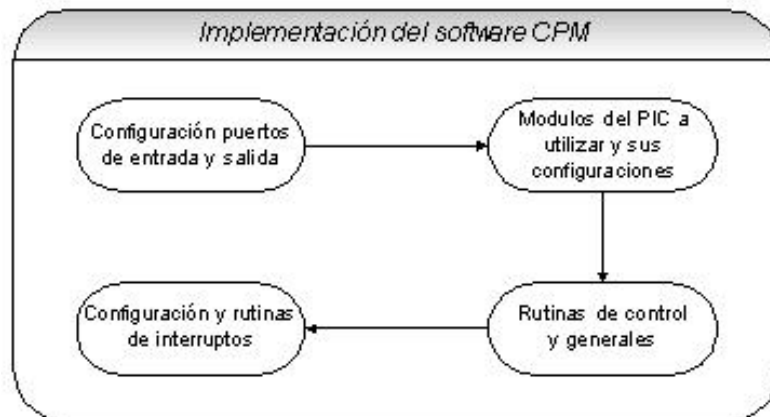 Implementación del software CPM
Configuración puertos
de entrada y salida
Modulos del PIC a
utilizar y sus
configuraciones
Rutinas de control
y generales
Configuración y rutinas
de interruptos